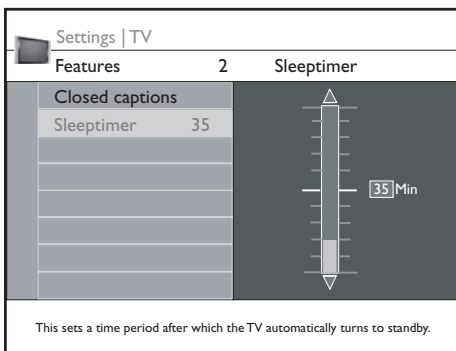 Settings | TV
Features 2 Sleeptimer
Closed captions
Sleeptimer 35
35 Min
This sets a time period after which the TV automatically turns to standby.